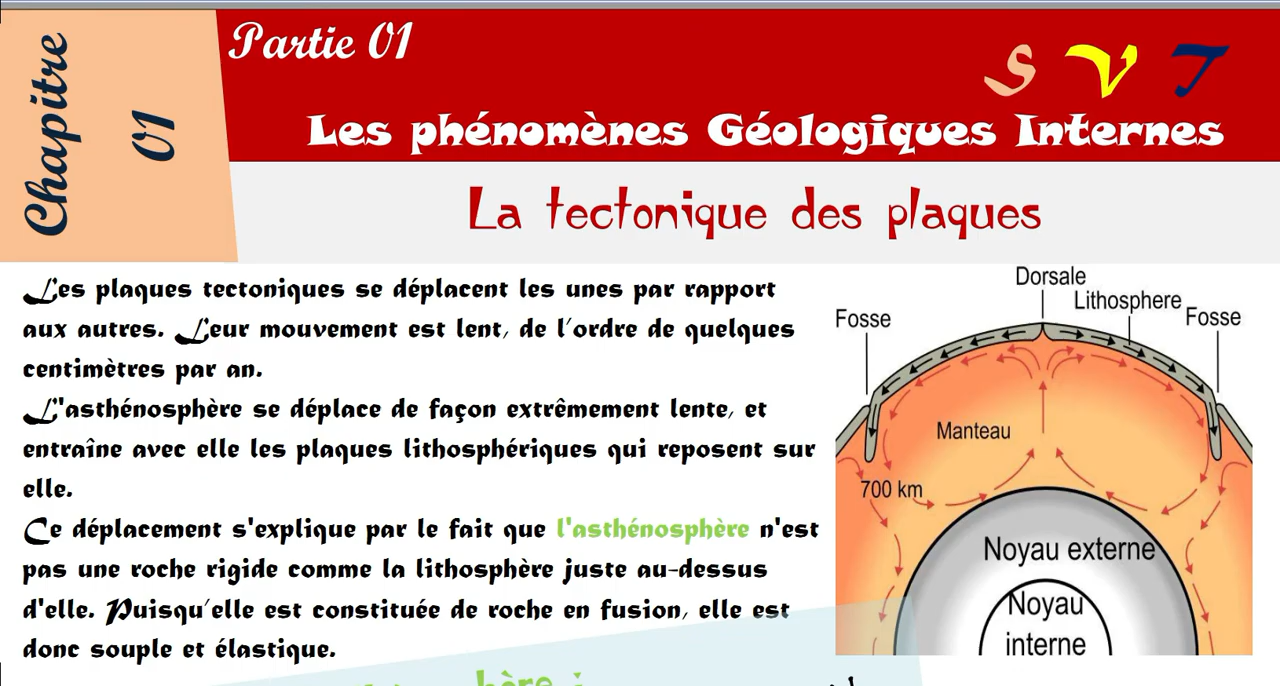 Chapitre
01
Partie 01
S V T
Les phénomènes Géologiques Internes
La tectonique des plaques
Les plaques tectoniques se déplacent les unes par rapport
aux autres. Leur mouvement est lent, de l'ordre de quelques
centimètres par an.
L"asthénosphère se déplace de façon extrêmement lente, et
entraîne avec elle les plaques lithosphériques qui reposent sur
elle.
Ce déplacement s'explique par le fait que l'asthénosphère n'est
pas une roche rigide comme la lithosphère juste au-dessus
d'elle. Puisqu'elle est constituée de roche en fusion, elle est
donc souple et élastique.
Dorsale
Lithosphere
Fosse
Fosse
Manteau
700 km
Noyau externe
Noyau
interne